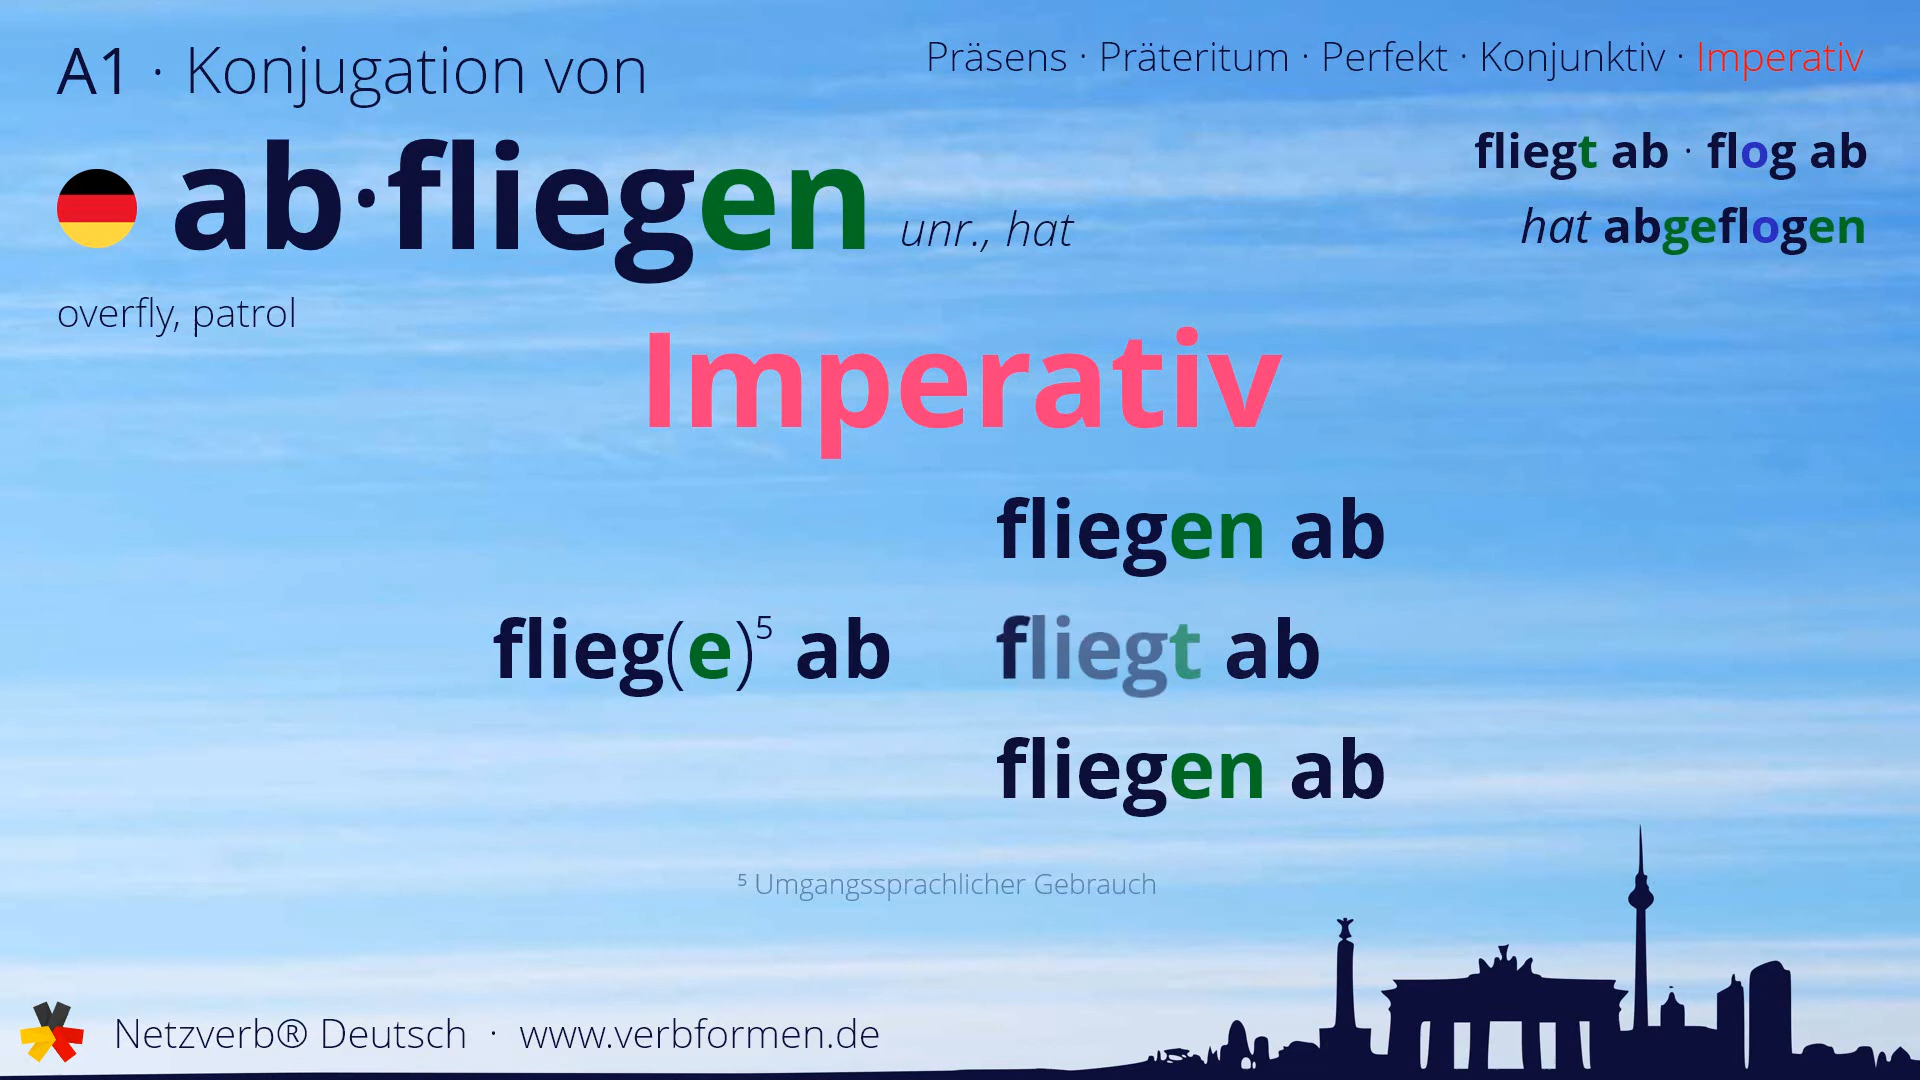 A1 · Konjugation von
Präsens · Präteritum · Perfekt · Konjunktiv · Imperativ
ab·fliegen unr., hat
fliegt ab · flog ab
hat abgeflogen
overfly, patrol
Imperativ
fliegen ab
flieg(e)⁵ ab fliegt ab
fliegen ab
⁵ Umgangssprachlicher Gebrauch
Netzverb® Deutsch · www.verbformen.de